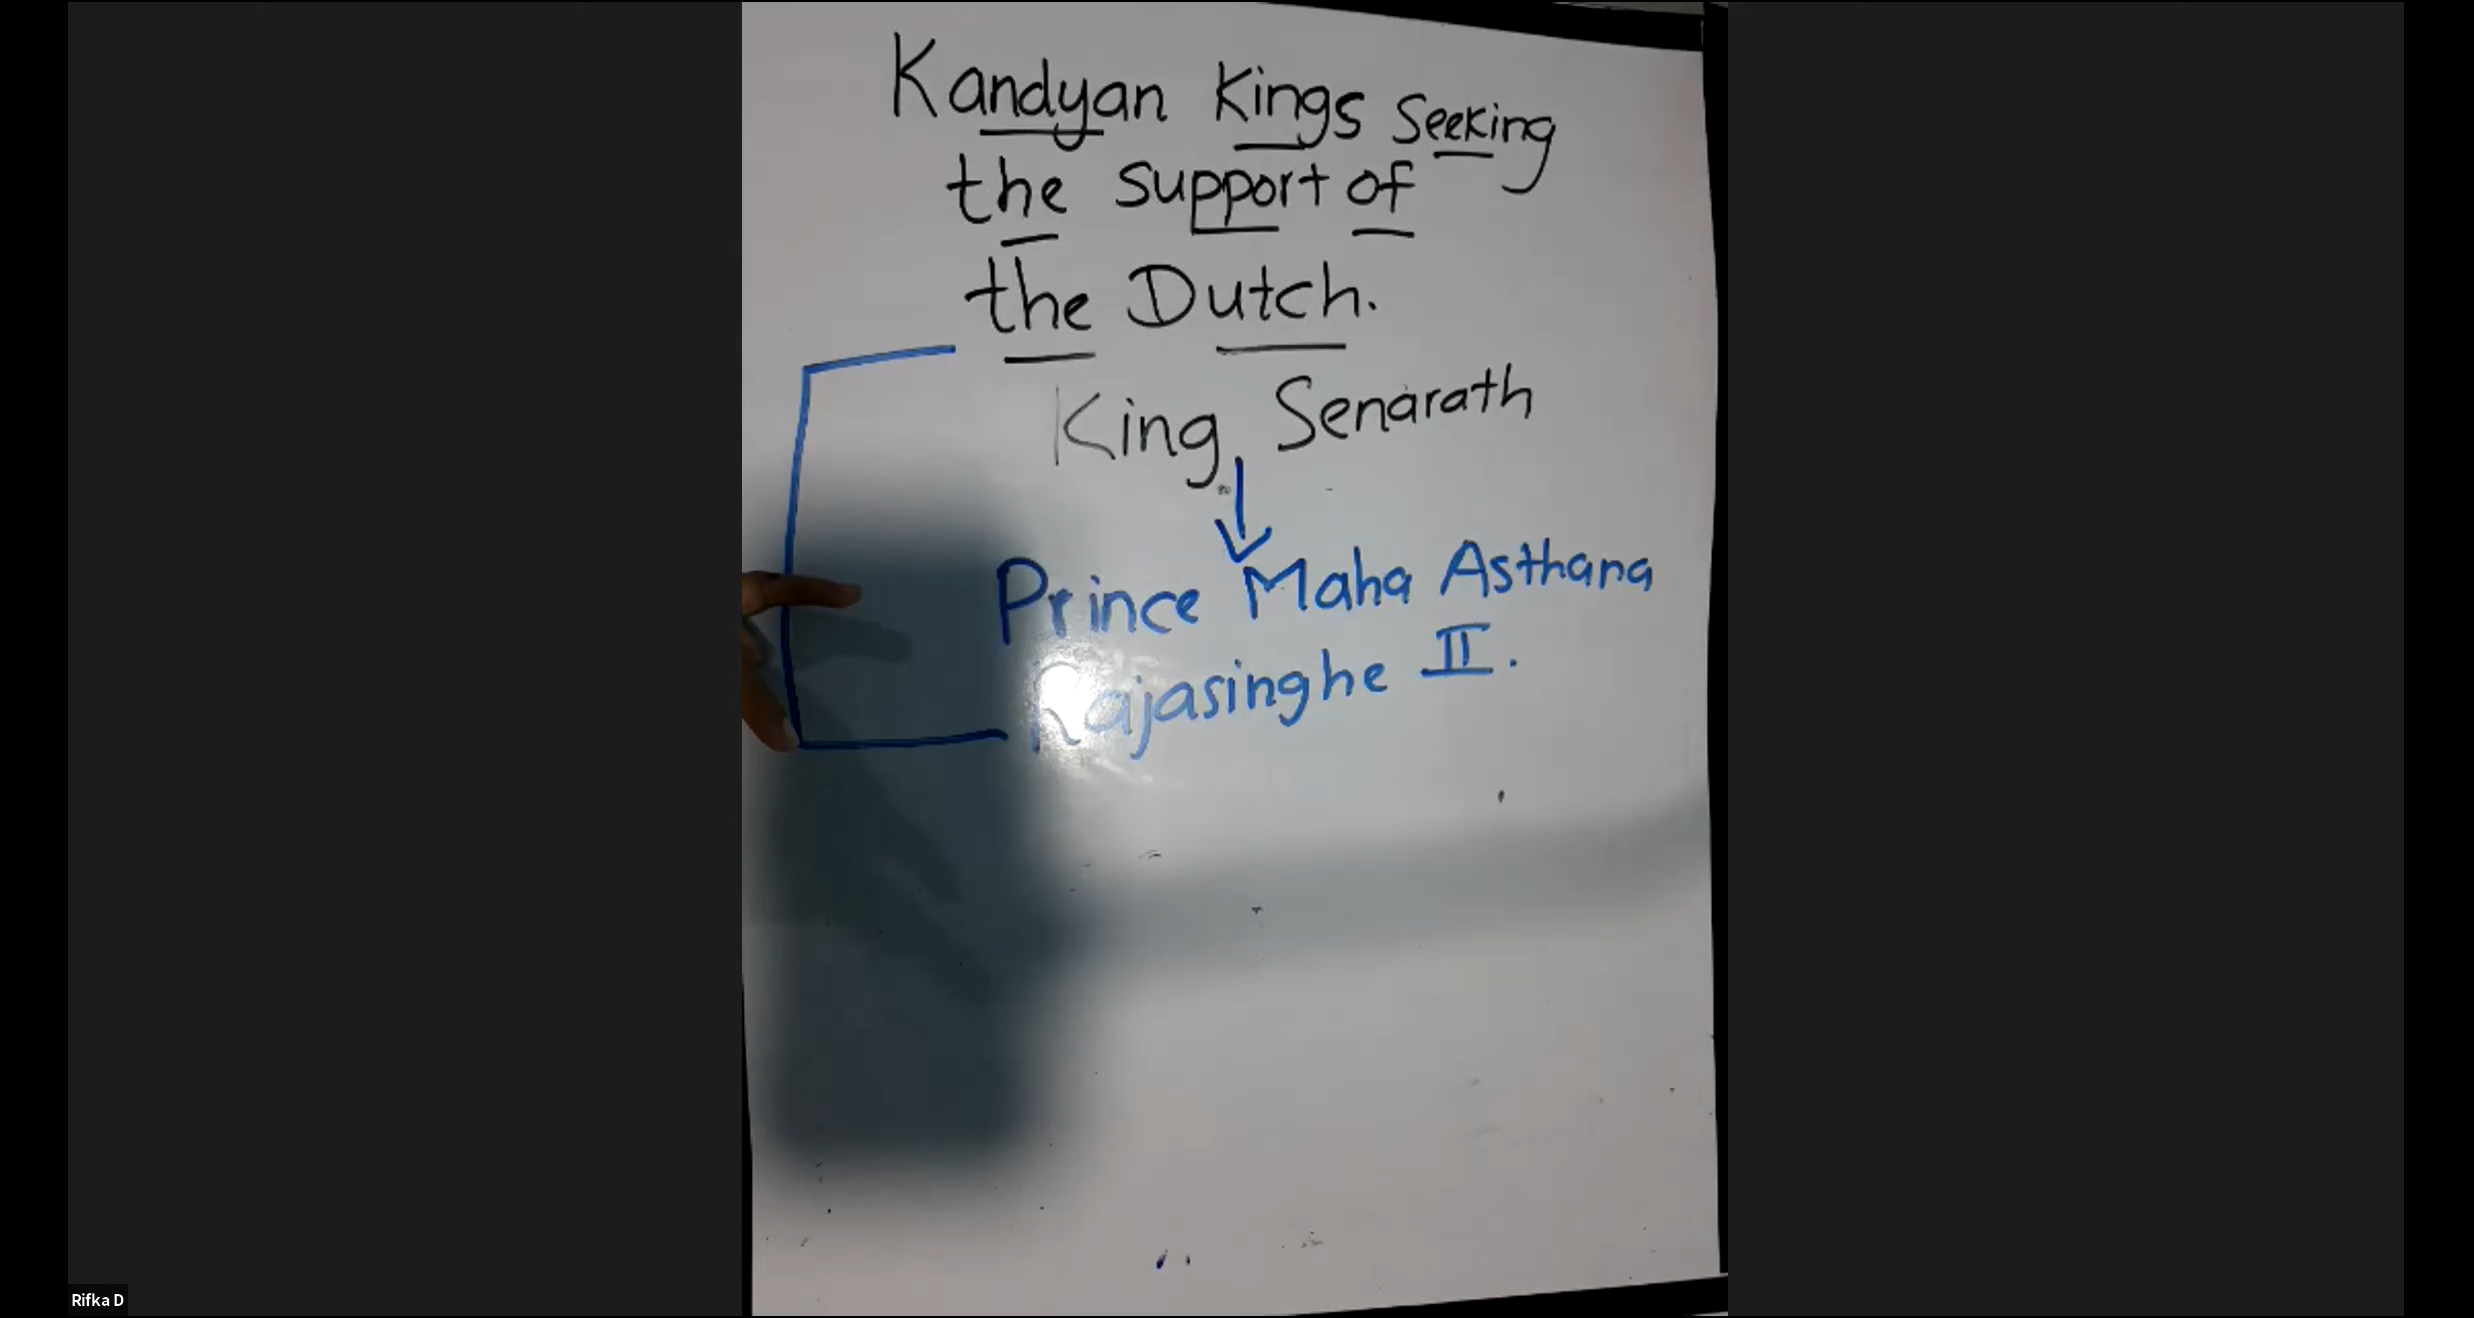 Kandyan Kings Seeking
the support of
the Dutch.
King Senarath
Prince Maha Asthana
Rajasinghe II.
Rifka D